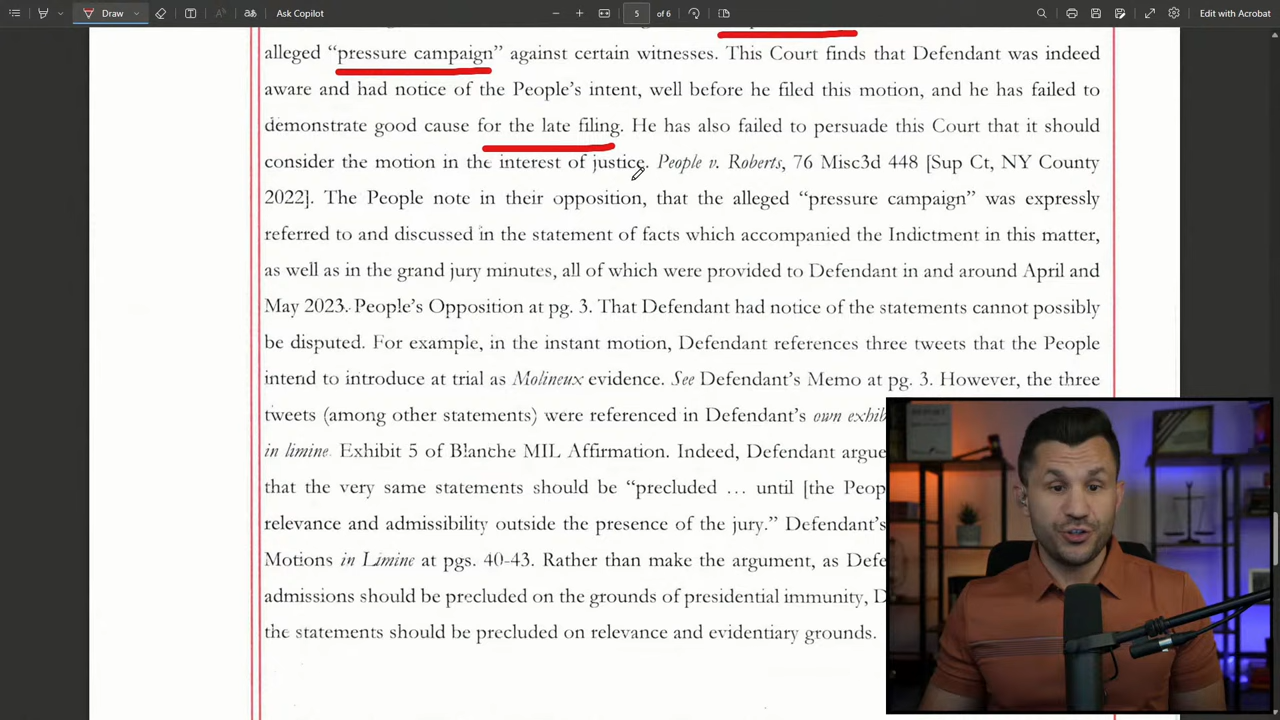 Draw
Ask Copilot
5 of 6
Edit with Acrobat
alleged “pressure campaign” against certain witnesses. This Court finds that Defendant was indeed
aware and had notice of the People’s intent, well before he filed this motion, and he has failed to
demonstrate good cause for the late filing. He has also failed to persuade this Court that it should
consider the motion in the interest of justice. People v. Roberts, 76 Misc3d 448 [Sup Ct, NY County
2022]. The People note in their opposition, that the alleged “pressure campaign” was expressly
referred to and discussed in the statement of facts which accompanied the Indictment in this matter,
as well as in the grand jury minutes, all of which were provided to Defendant in and around April and
May 2023. People’s Opposition at pg. 3. That Defendant had notice of the statements cannot possibly
be disputed. For example, in the instant motion, Defendant references three tweets that the People
intend to introduce at trial as Molineux evidence. See Defendant’s Memo at pg. 3. However, the three
tweets (among other statements) were referenced in Defendant’s own
in limine. Exhibit 5 of Blanche MIL Affirmation. Indeed, Defendant
that the very same statements should be “precluded … until [the
relevance and admissibility outside the presence of the jury.” Defendant’s
Motions in Limine at pgs. 40-43. Rather than make the argument, as
admissions should be precluded on the grounds of presidential immunity,
the statements should be precluded on relevance and evidentiary grounds.